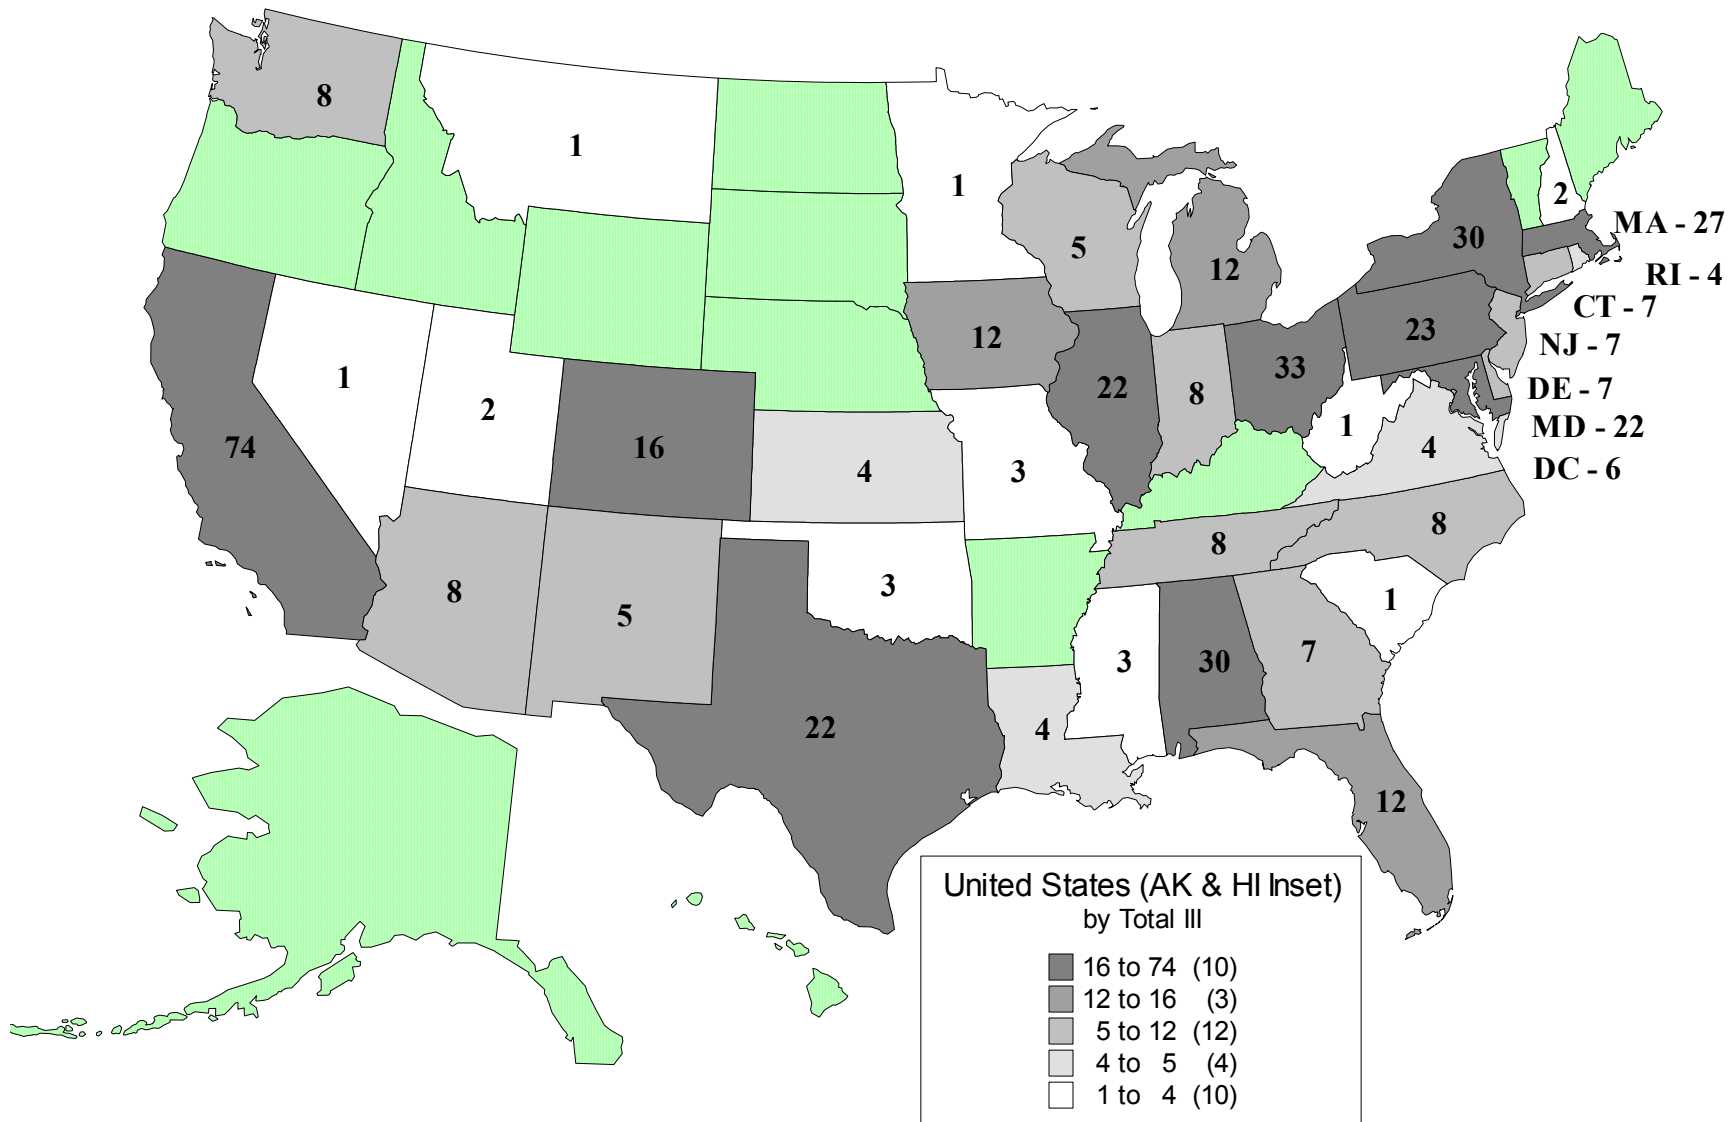 8
1
1
2
MA - 27
30
5
12
RI - 4
CT - 7
12
23
NJ - 7
1
33
22
8
DE - 7
2
1
MD - 22
74
16
4
3
4
DC - 6
8
8
3
8
5
1
7
3
30
22
4
12
United States (AK & HI Inset)
by Total III
16 to 74 (10)
12 to 16 (3)
5 to 12 (12)
4 to 5 (4)
1 to 4 (10)